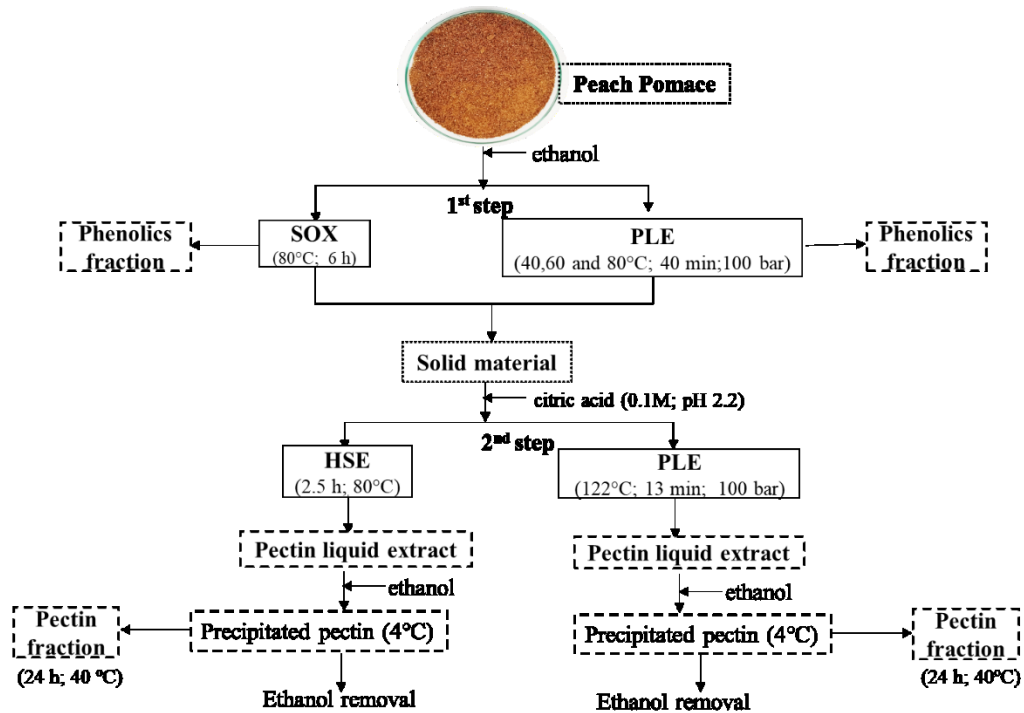 Peach Pomace
ethanol
1st step
Phenolics
fraction
SOX
(80°C; 6 h)
PLE
(40,60 and 80°C; 40 min;100 bar)
Phenolics
fraction
Solid material
citric acid (0.1M; pH 2.2)
2nd step
HSE
(2.5 h; 80°C)
PLE
(122°C; 13 min; 100 bar)
Pectin liquid extract
Pectin liquid extract
ethanol
ethanol
Pectin
fraction
(24 h; 40 °C)
Precipitated pectin (4°C)
Precipitated pectin (4°C)
Pectin
fraction
(24 h; 40°C)
Ethanol removal
Ethanol removal